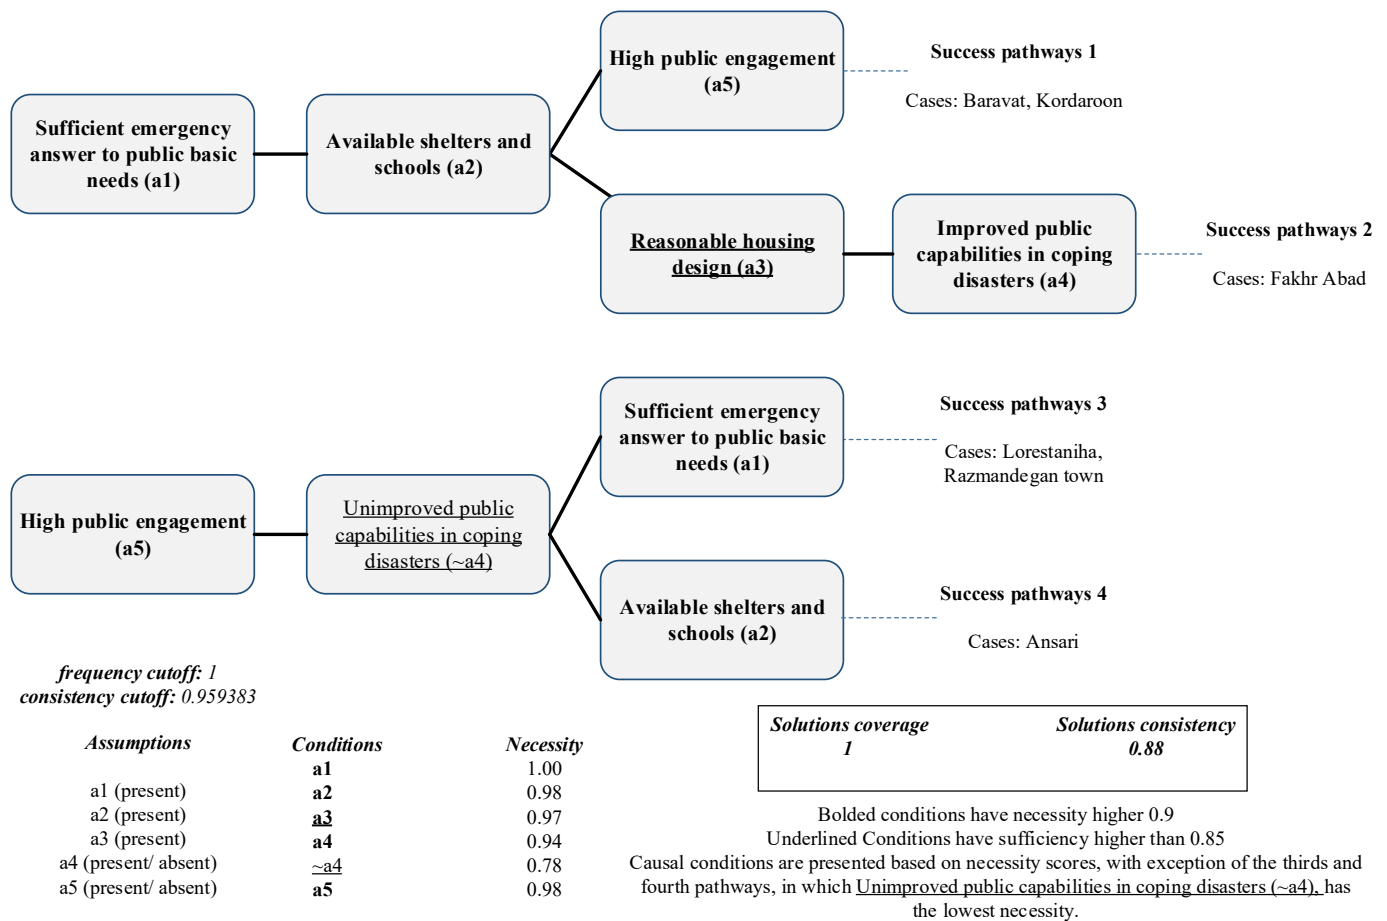 High public engagement
(a5)
Success pathways 1
Cases: Baravat, Kordaroon
Sufficient emergency
answer to public basic
needs (a1)
Available shelters and
schools (a2)
Reasonable housing
design (a3)
Improved public
capabilities in coping
disasters (a4)
Success pathways 2
Cases: Fakhr Abad
High public engagement
(a5)
Unimproved public
capabilities in coping
disasters (~a4)
Sufficient emergency
answer to public basic
needs (a1)
Success pathways 3
Cases: Lorestaniha,
Razmandegan town
Available shelters and
schools (a2)
Success pathways 4
Cases: Ansari
frequency cutoff: 1
consistency cutoff: 0.959383
Assumptions Conditions Necessity
a1 1.00
a1 (present) a2 0.98
a2 (present) a3 0.97
a3 (present) a4 0.94
a4 (present/ absent) ~a4 0.78
a5 (present/ absent) a5 0.98
Solutions coverage Solutions consistency
1 0.88
Bolded conditions have necessity higher 0.9
Underlined Conditions have sufficiency higher than 0.85
Causal conditions are presented based on necessity scores, with exception of the thirds and
fourth pathways, in which Unimproved public capabilities in coping disasters (~a4), has
the lowest necessity.